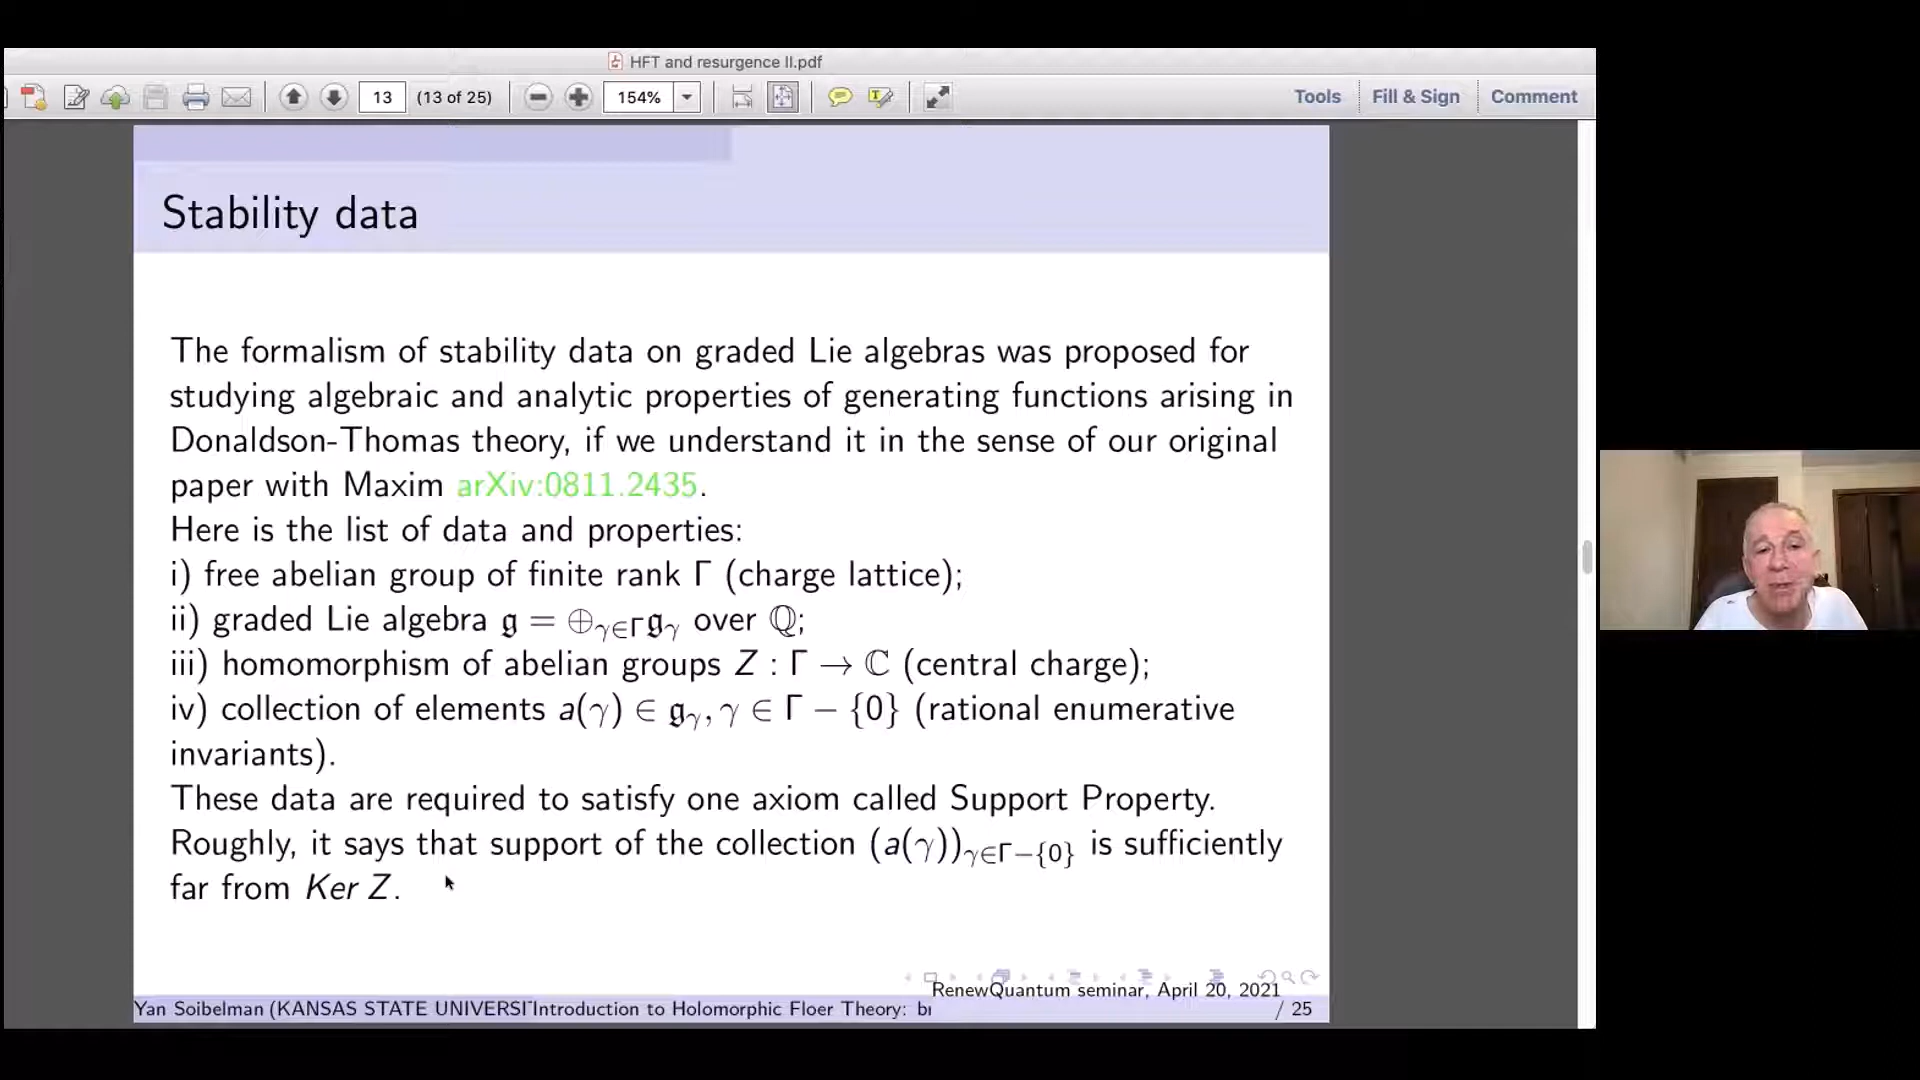 HFT and resurgence II.pdf
13 (13 of 25) 154% Tools Fill & Sign Comment
Stability data
The formalism of stability data on graded Lie algebras was proposed for
studying algebraic and analytic properties of generating functions arising in
Donaldson-Thomas theory, if we understand it in the sense of our original
paper with Maxim arXiv:0811.2435.
Here is the list of data and properties:
i) free abelian group of finite rank Γ (charge lattice);
ii) graded Lie algebra 𝔤 = ⊕_{γ∈Γ}𝔤_γ over ℚ;
iii) homomorphism of abelian groups Z : Γ → ℂ (central charge);
iv) collection of elements a(γ) ∈ 𝔤_γ, γ ∈ Γ − {0} (rational enumerative
invariants).
These data are required to satisfy one axiom called Support Property.
Roughly, it says that support of the collection (a(γ))_{γ∈Γ−{0}} is sufficiently
far from Ker Z.
RenewQuantum seminar, April 20, 2021
Yan Soibelman (KANSAS STATE UNIVERSI Introduction to Holomorphic Floer Theory: br / 25